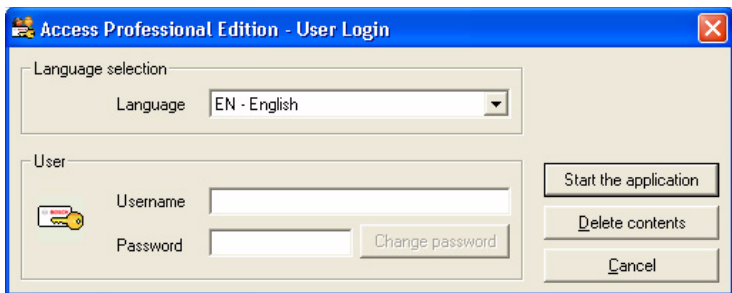 Access Professional Edition - User Login
Language selection
Language
EN - English
User
Username
Password
Change password
Start the application
Delete contents
Cancel